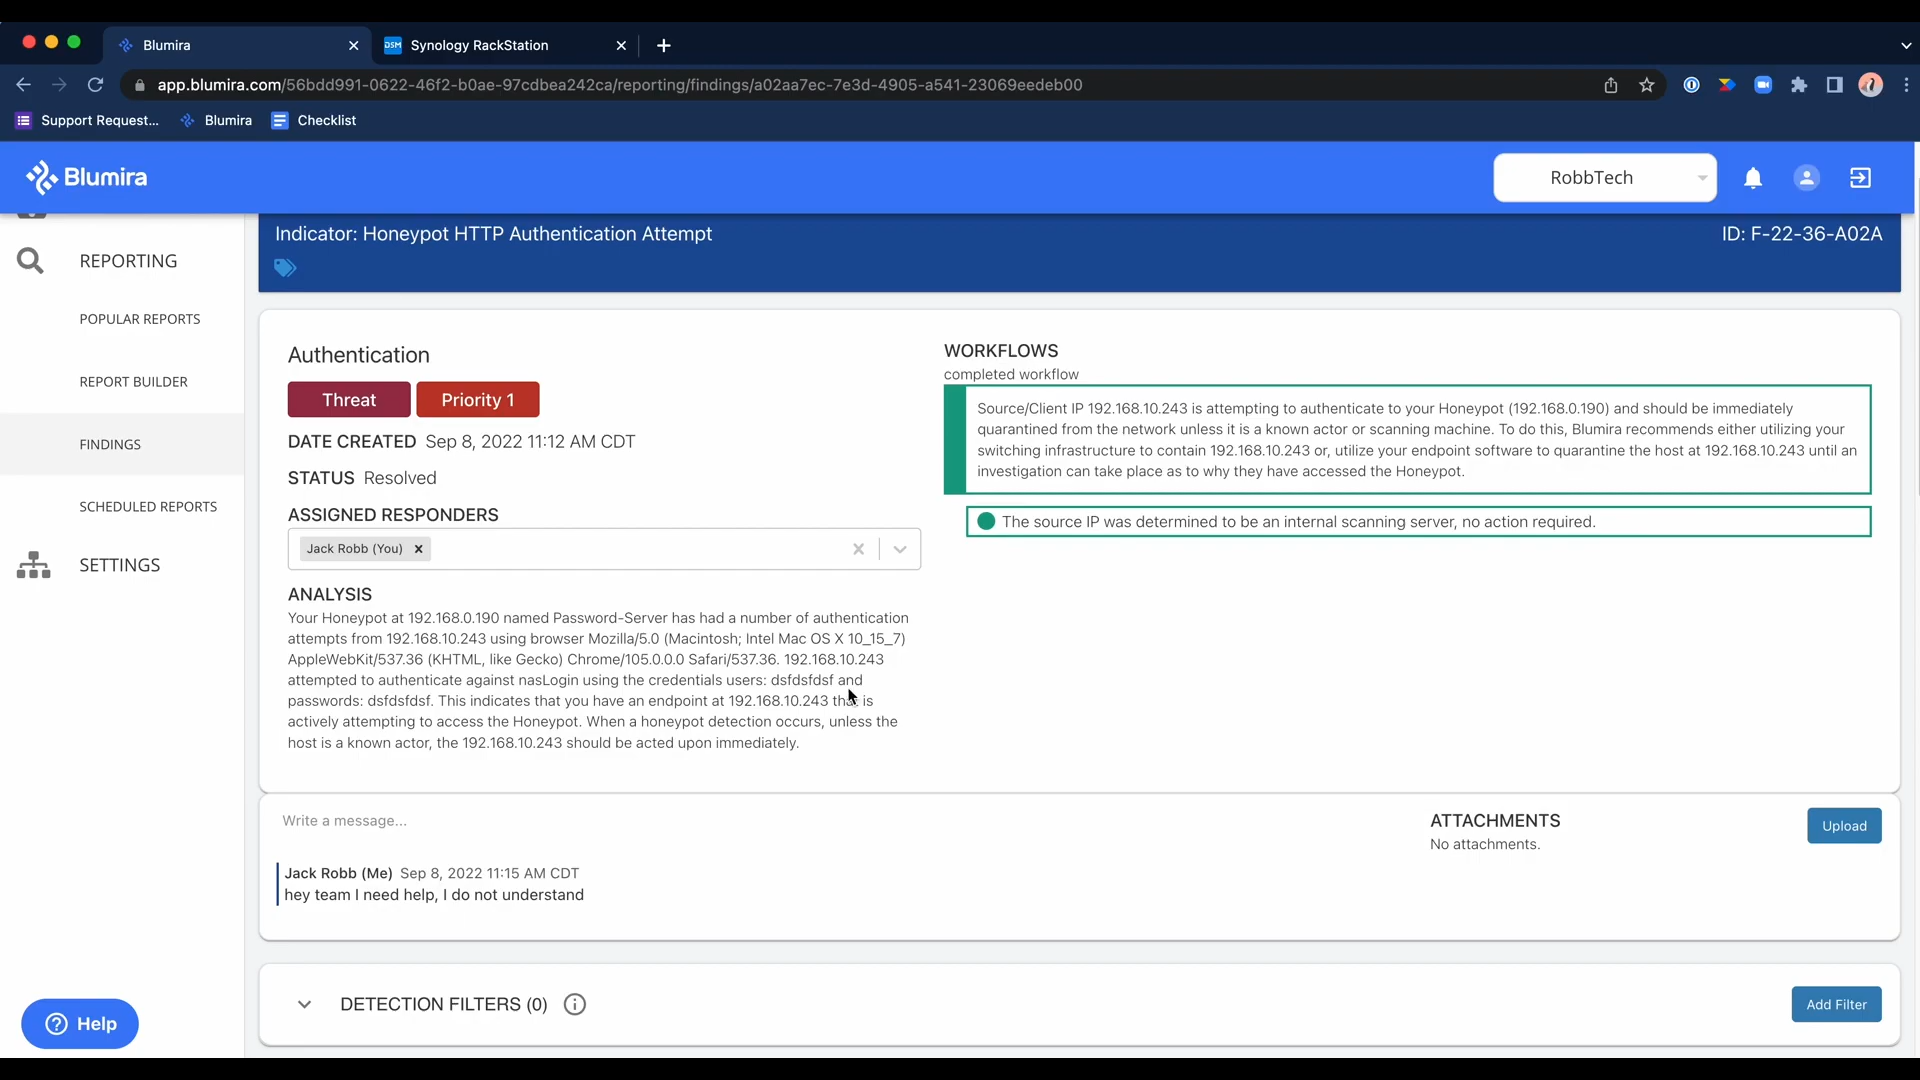 Blumira
DSM Synology RackStation
app.blumira.com/56bdd991-0622-46f2-b0ae-97cdbea242ca/reporting/findings/a02aa7ec-7e3d-4905-a541-23069eedeb00
Support Request...
Blumira
Checklist
Blumira
RobbTech
Indicator: Honeypot HTTP Authentication Attempt
ID: F-22-36-A02A
REPORTING
POPULAR REPORTS
REPORT BUILDER
FINDINGS
SCHEDULED REPORTS
SETTINGS
Authentication
Threat
Priority 1
DATE CREATED Sep 8, 2022 11:12 AM CDT
STATUS Resolved
ASSIGNED RESPONDERS
Jack Robb (You)
ANALYSIS
Your Honeypot at 192.168.0.190 named Password-Server has had a number of authentication
attempts from 192.168.10.243 using browser Mozilla/5.0 (Macintosh; Intel Mac OS X 10_15_7)
AppleWebKit/537.36 (KHTML, like Gecko) Chrome/105.0.0.0 Safari/537.36. 192.168.10.243
attempted to authenticate against nasLogin using the credentials users: dsfdsfdsf and
passwords: dsfdsfdsf. This indicates that you have an endpoint at 192.168.10.243 that is
actively attempting to access the Honeypot. When a honeypot detection occurs, unless the
host is a known actor, the 192.168.10.243 should be acted upon immediately.
WORKFLOWS
completed workflow
Source/Client IP 192.168.10.243 is attempting to authenticate to your Honeypot (192.168.0.190) and should be immediately
quarantined from the network unless it is a known actor or scanning machine. To do this, Blumira recommends either utilizing your
switching infrastructure to contain 192.168.10.243 or, utilize your endpoint software to quarantine the host at 192.168.10.243 until an
investigation can take place as to why they have accessed the Honeypot.
The source IP was determined to be an internal scanning server, no action required.
Write a message...
Jack Robb (Me) Sep 8, 2022 11:15 AM CDT
hey team I need help, I do not understand
ATTACHMENTS
No attachments.
Upload
DETECTION FILTERS (0)
Add Filter
Help